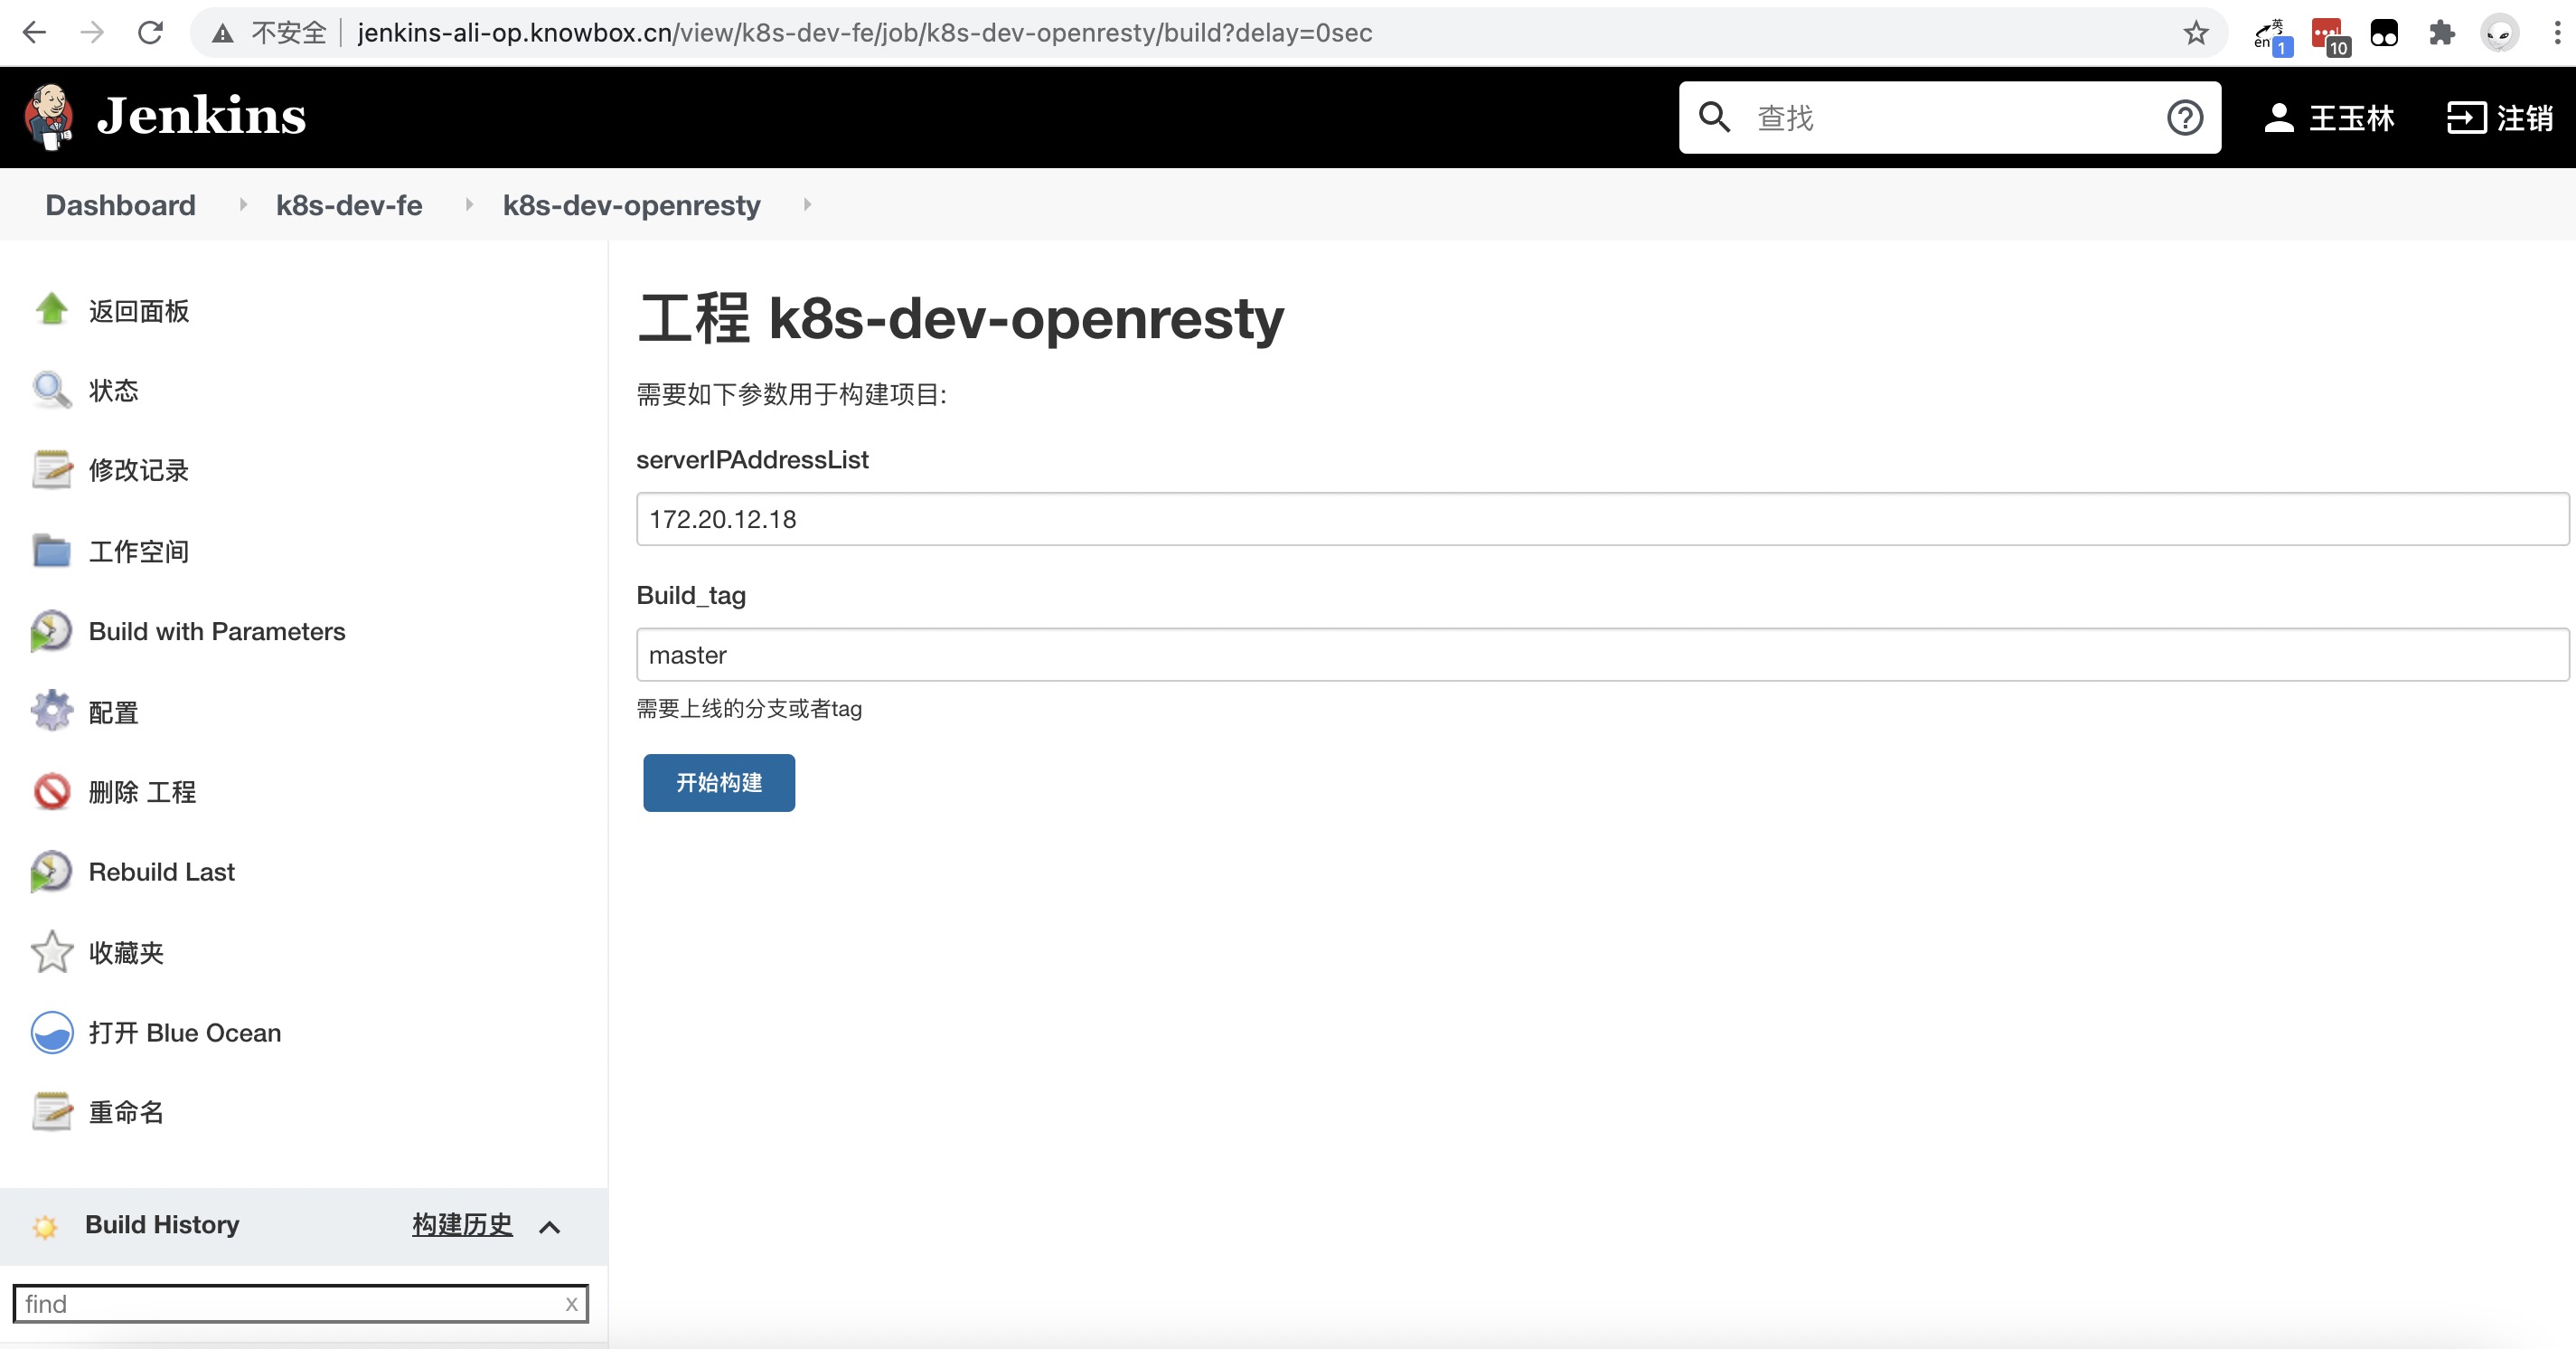 不安全 jenkins-ali-op.knowbox.cn/view/k8s-dev-fe/job/k8s-dev-openresty/build?delay=0sec
英
en 1 10
Jenkins 查找 王玉林 注销
Dashboard k8s-dev-fe k8s-dev-openresty
返回面板
状态
修改记录
工作空间
Build with Parameters
配置
删除 工程
Rebuild Last
收藏夹
打开 Blue Ocean
重命名
Build History 构建历史
find x
工程 k8s-dev-openresty
需要如下参数用于构建项目:
serverIPAddressList
172.20.12.18
Build_tag
master
需要上线的分支或者tag
开始构建